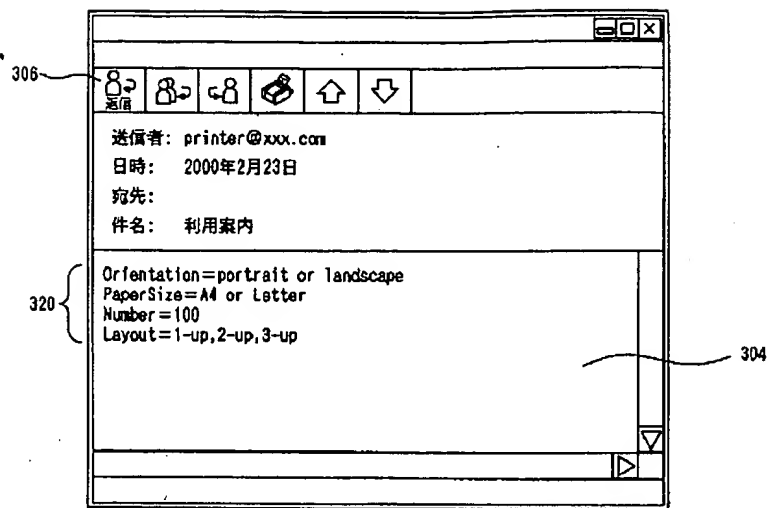 306
返信
送信者: printer@xxx.com
日時: 2000年2月23日
宛先:
件名: 利用案内
320
Orientation=portrait or landscape
PaperSize=A4 or Letter
Number=100
Layout=1-up,2-up,3-up
304